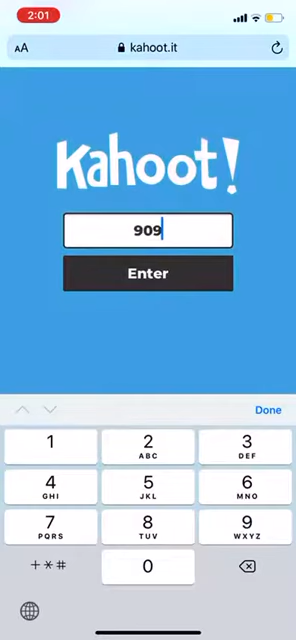 2:01
AA kahoot.it
Kahoot!
909
Enter
Done
1 2 3
ABC DEF
4 5 6
GHI JKL MNO
7 8 9
PQRS TUV WXYZ
+*# 0